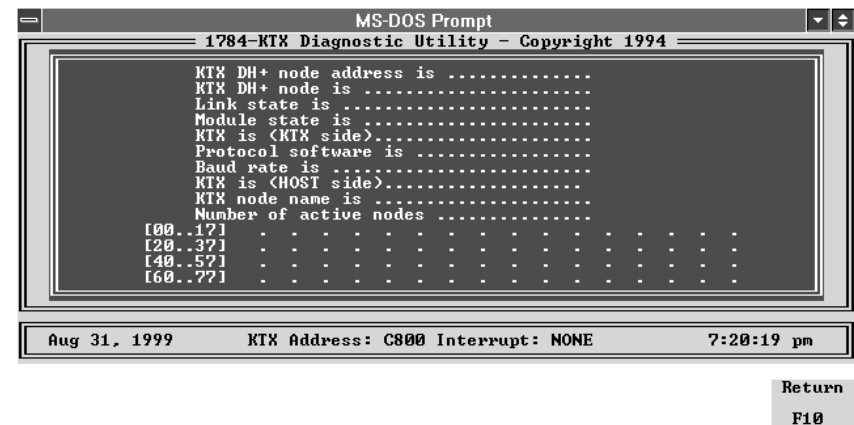 MS-DOS Prompt
1784-KTX Diagnostic Utility - Copyright 1994
KTX DH+ node address is ..............
KTX DH+ node is ......................
Link state is ........................
Module state is ......................
KTX is (KTX side).....................
Protocol software is .................
Baud rate is .........................
KTX is (HOST side)...................
KTX node name is ......................
Number of active nodes ...............
[00..17] . . . . . . . . . . . . . . . .
[20..37] . . . . . . . . . . . . . . . .
[40..57] . . . . . . . . . . . . . . . .
[60..77] . . . . . . . . . . . . . . . .
Aug 31, 1999 KTX Address: C800 Interrupt: NONE 7:20:19 pm
Return
F10